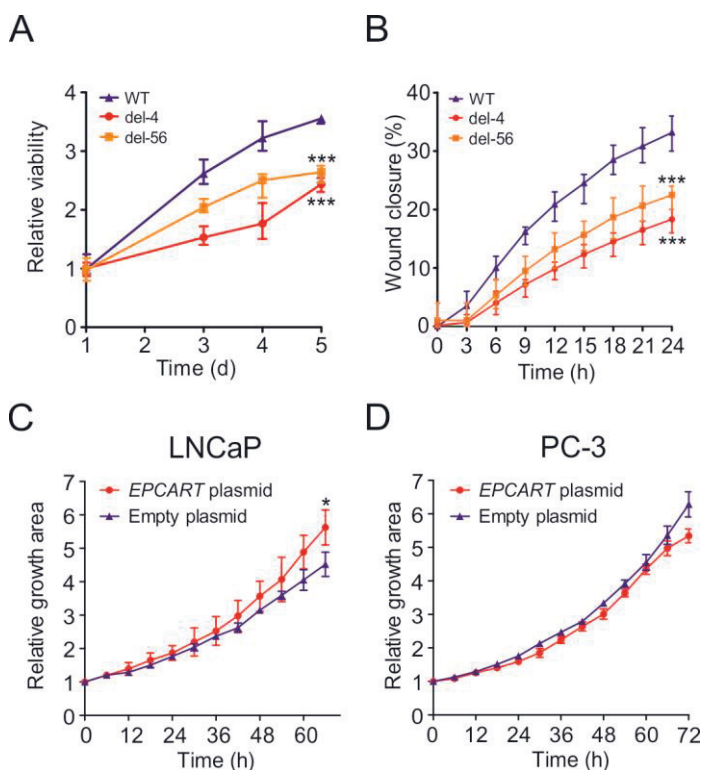 A
WT
del-4
del-56
Relative viability
4
3
2
1
0
***
***
1 2 3 4 5
Time (d)
B
WT
del-4
del-56
Wound closure (%)
40
30
20
10
0
***
***
0 3 6 9 12 15 18 21 24
Time (h)
C
LNCaP
EPCART plasmid
Empty plasmid
Relative growth area
7
6
5
4
3
2
1
0
*
0 12 24 36 48 60
Time (h)
D
PC-3
EPCART plasmid
Empty plasmid
Relative growth area
7
6
5
4
3
2
1
0
0 12 24 36 48 60 72
Time (h)